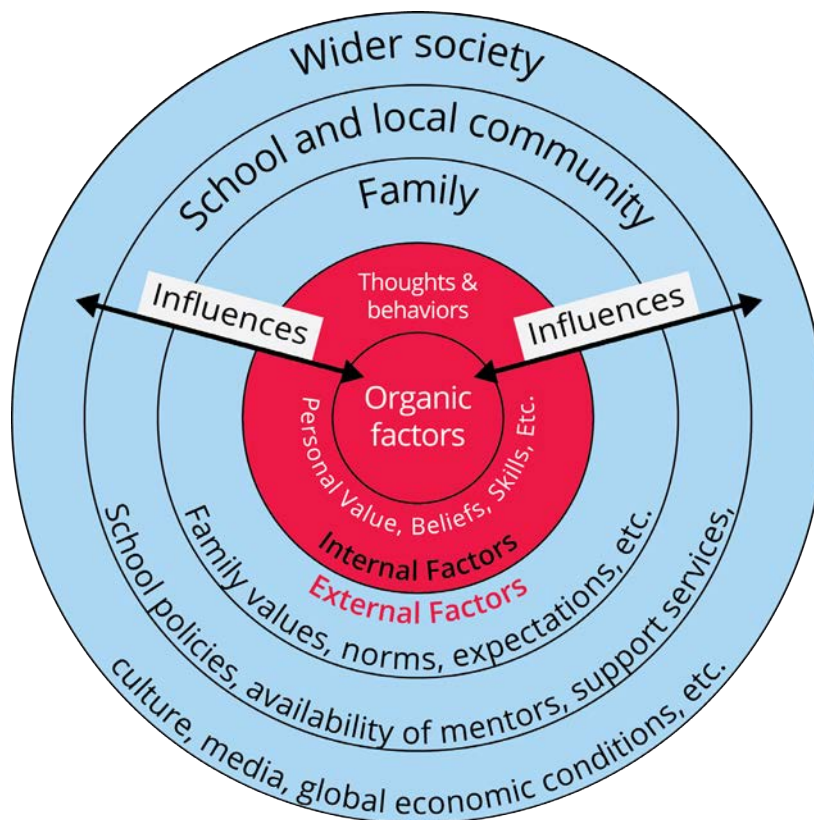 Wider society
School and local community
Family
Thoughts &
behaviors
Influences
Influences
Organic
factors
Personal Value, Beliefs, Skills, Etc.
Internal Factors
External Factors
Family values, norms, expectations, etc.
School policies, availability of mentors, support services,
culture, media, global economic conditions, etc.